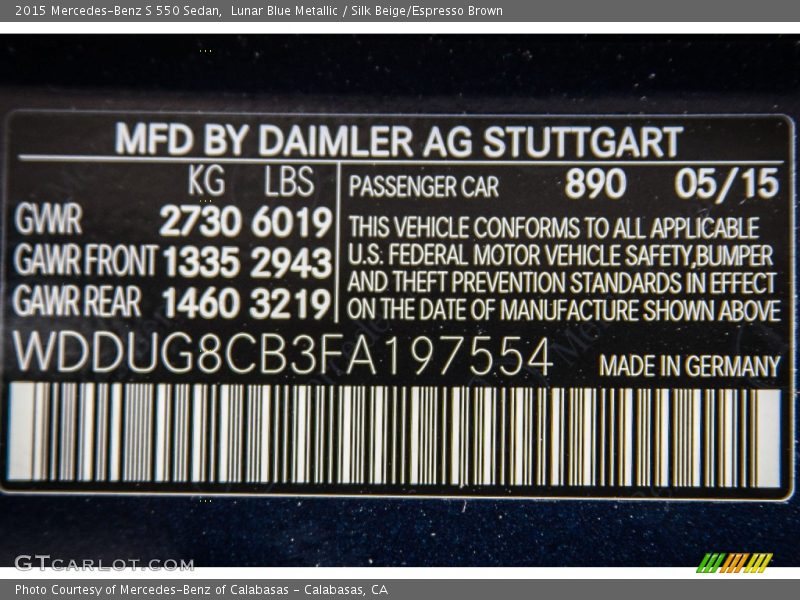 2015 Mercedes-Benz S 550 Sedan, Lunar Blue Metallic / Silk Beige/Espresso Brown
MFD BY DAIMLER AG STUTTGART
KG LBS
GVWR 2730 6019
GAWR FRONT 1335 2943
GAWR REAR 1460 3219
PASSENGER CAR 890 05/15
THIS VEHICLE CONFORMS TO ALL APPLICABLE
U.S. FEDERAL MOTOR VEHICLE SAFETY,BUMPER
AND THEFT PREVENTION STANDARDS IN EFFECT
ON THE DATE OF MANUFACTURE SHOWN ABOVE
WDDUG8CB3FA197554 MADE IN GERMANY
GTCARLOT.COM
Photo Courtesy of Mercedes-Benz of Calabasas - Calabasas, CA